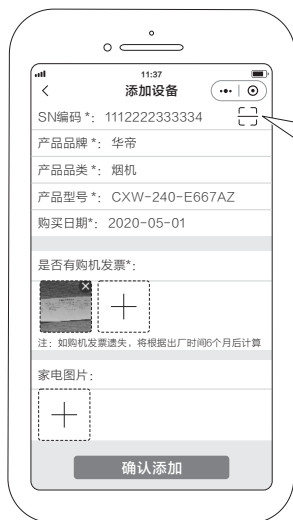 11:37
添加设备
SN编码*: 1112222333334
产品品牌*: 华帝
产品品类*: 烟机
产品型号*: CXW-240-E667AZ
购买日期*: 2020-05-01
是否有购机发票*:
注: 如购机发票遗失，将根据出厂时间6个月后计算
家电图片:
确认添加